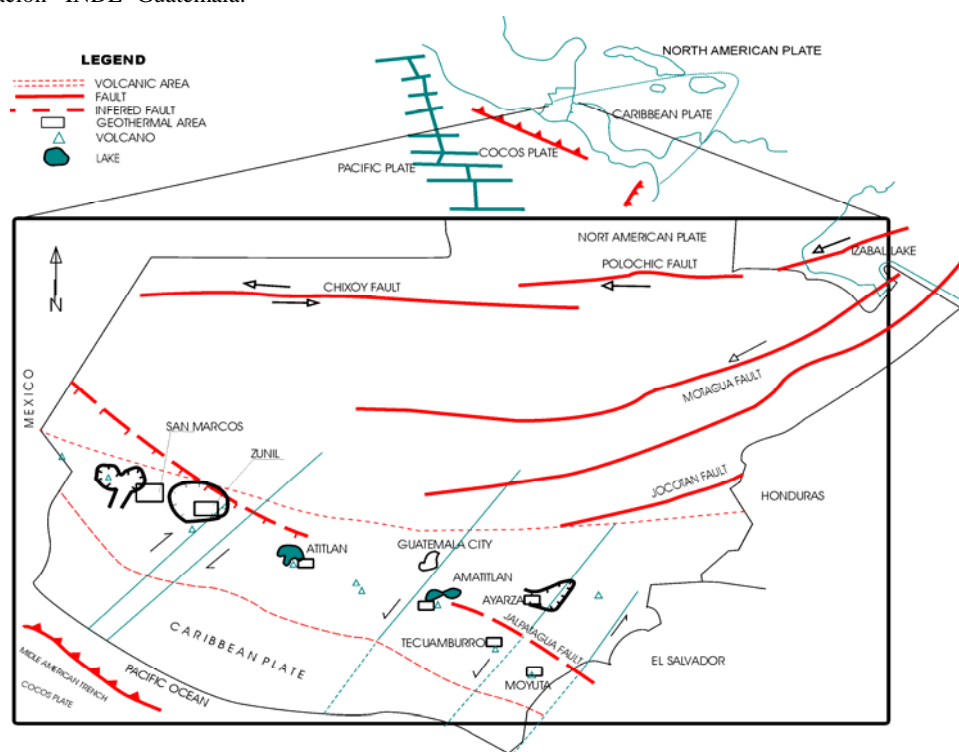 INDE Guatemala.
LEGEND
VOLCANIC AREA
FAULT
INFERED FAULT
GEOTHERMAL AREA
VOLCANO
LAKE
NORTH AMERICAN PLATE
CARIBBEAN PLATE
COCOS PLATE
PACIFIC PLATE
NORT AMERICAN PLATE
IZABAL LAKE
POLOCHIC FAULT
CHIXOY FAULT
N
MOTAGUA FAULT
MEXICO
SAN MARCOS
ZUNIL
JOCOTAN FAULT
HONDURAS
GUATEMALA CITY
ATITLAN
AMATITLAN
AYARZA
JALPATAGUA FAULT
TECUAMBURRO
CARIBBEAN PLATE
EL SALVADOR
MOYUTA
MIDLE AMERICAN TRENCH
PACIFIC OCEAN
COCOS PLATE